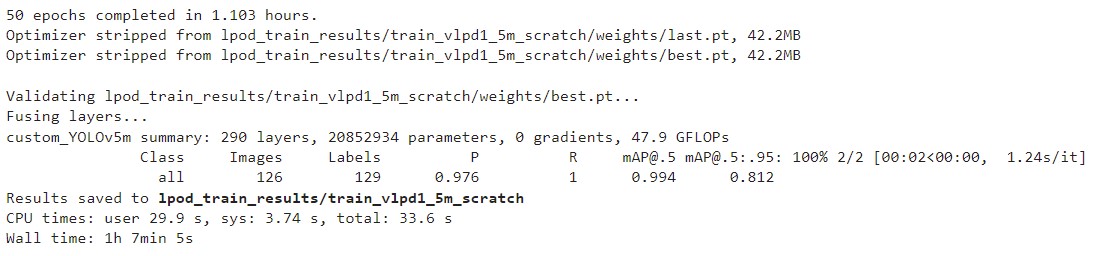 50 epochs completed in 1.103 hours.
Optimizer stripped from lpod_train_results/train_vlpd1_5m_scratch/weights/last.pt, 42.2MB
Optimizer stripped from lpod_train_results/train_vlpd1_5m_scratch/weights/best.pt, 42.2MB
Validating lpod_train_results/train_vlpd1_5m_scratch/weights/best.pt...
Fusing layers...
custom_YOLOv5m summary: 290 layers, 20852934 parameters, 0 gradients, 47.9 GFLOPs
Class Images Labels P R mAP@.5 mAP@.5:.95: 100% 2/2 [00:02<00:00, 1.24s/it]
all 126 129 0.976 1 0.994 0.812
Results saved to lpod_train_results/train_vlpd1_5m_scratch
CPU times: user 29.9 s, sys: 3.74 s, total: 33.6 s
Wall time: 1h 7min 5s